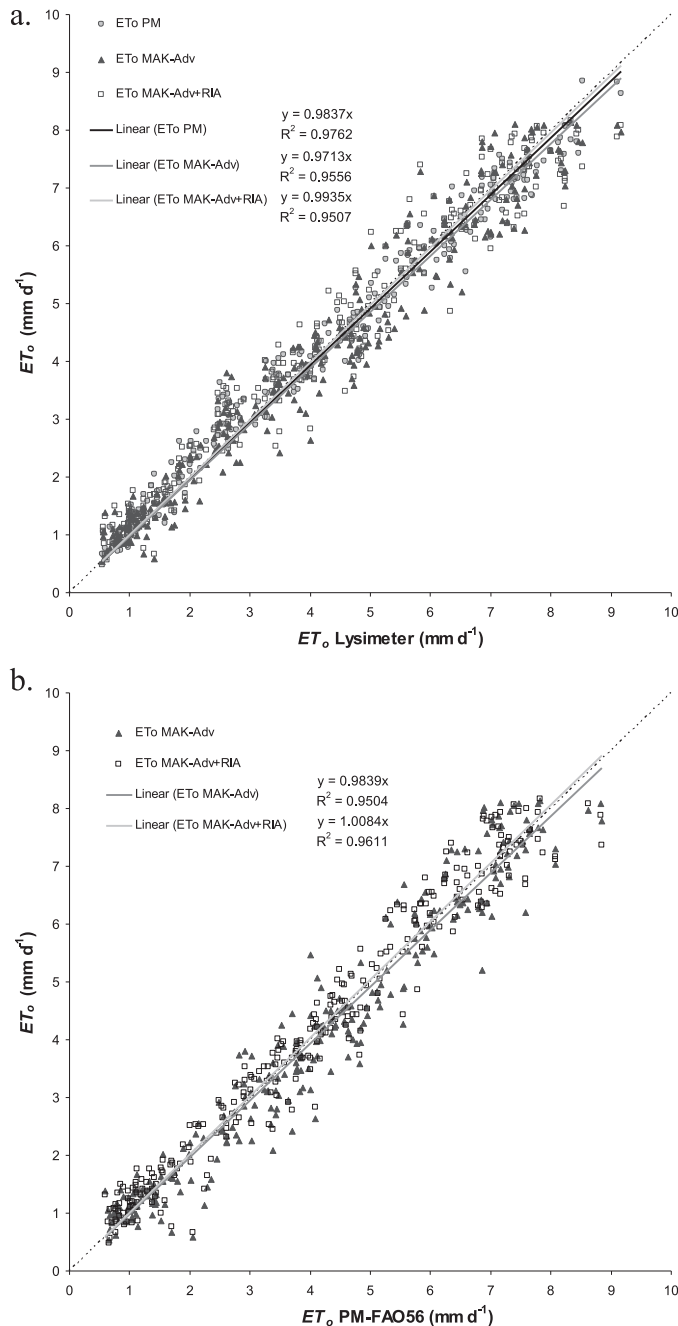 a.
10
9
8
7
6
5
4
3
2
1
0
ETo (mm d-1)
ETo PM
ETo MAK-Adv
ETo MAK-Adv+RIA
Linear (ETo PM)
Linear (ETo MAK-Adv)
Linear (ETo MAK-Adv+RIA)
y = 0.9837x
R2 = 0.9762
y = 0.9713x
R2 = 0.9556
y = 0.9935x
R2 = 0.9507
0 1 2 3 4 5 6 7 8 9 10
ETo Lysimeter (mm d-1)
b.
10
9
8
7
6
5
4
3
2
1
0
ETo (mm d-1)
ETo MAK-Adv
ETo MAK-Adv+RIA
Linear (ETo MAK-Adv)
Linear (ETo MAK-Adv+RIA)
y = 0.9839x
R2 = 0.9504
y = 1.0084x
R2 = 0.9611
0 1 2 3 4 5 6 7 8 9 10
ETo PM-FAO56 (mm d-1)